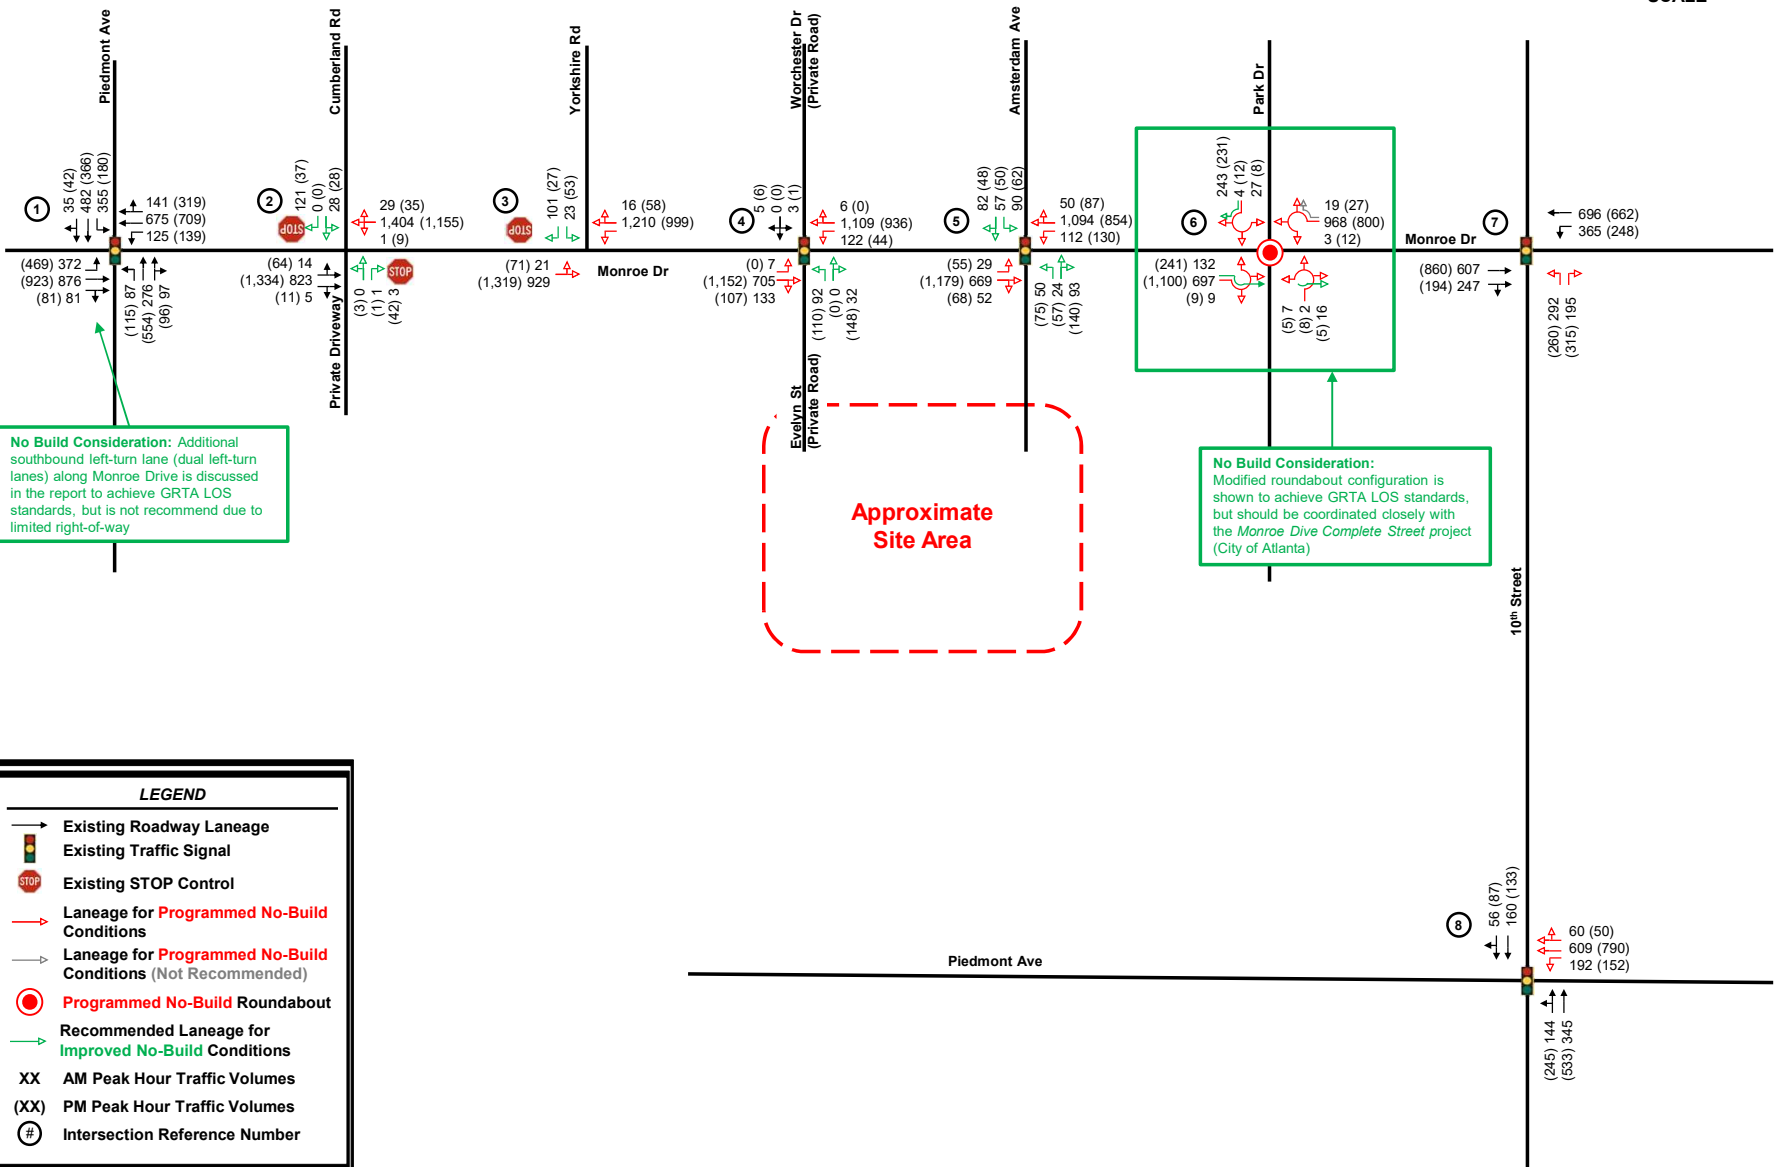 Piedmont Ave
Cumberland Rd
Yorkshire Rd
Worchester Dr
(Private Road)
Amsterdam Ave
Park Dr
1
35 (42)
482 (366)
355 (180)
141 (319)
675 (709)
125 (139)
(469) 372
(923) 876
(81) 81
(115) 87
(554) 276
(96) 97
2
121 (37)
0 (0)
28 (28)
STOP
29 (35)
1,404 (1,155)
1 (9)
(64) 14
(1,334) 823
(11) 5
(3) 0
(1) 1
(42) 3
STOP
Private Driveway
3
101 (27)
23 (53)
STOP
16 (58)
1,210 (999)
(71) 21
(1,319) 929
Monroe Dr
4
5 (6)
0 (0)
3 (1)
6 (0)
1,109 (936)
122 (44)
(0) 7
(1,152) 705
(107) 133
(110) 92
(0) 0
(148) 32
Evelyn St
(Private Road)
5
82 (48)
57 (50)
90 (62)
50 (87)
1,094 (854)
112 (130)
(55) 29
(1,179) 669
(68) 52
(75) 50
(57) 24
(140) 93
6
243 (231)
4 (12)
27 (8)
19 (27)
968 (800)
3 (12)
(241) 132
(1,100) 697
(9) 9
(5) 7
(8) 2
(5) 16
Monroe Dr
7
696 (662)
365 (248)
(860) 607
(194) 247
(260) 292
(315) 195
No Build Consideration: Additional
southbound left-turn lane (dual left-turn
lanes) along Monroe Drive is discussed
in the report to achieve GRTA LOS
standards, but is not recommend due to
limited right-of-way
Approximate
Site Area
No Build Consideration:
Modified roundabout configuration is
shown to achieve GRTA LOS standards,
but should be coordinated closely with
the Monroe Dive Complete Street project
(City of Atlanta)
10th Street
8
56 (87)
160 (133)
60 (50)
609 (790)
192 (152)
Piedmont Ave
(245) 144
(533) 345
LEGEND
Existing Roadway Laneage
Existing Traffic Signal
STOP
Existing STOP Control
Laneage for Programmed No-Build
Conditions
Laneage for Programmed No-Build
Conditions (Not Recommended)
Programmed No-Build Roundabout
Recommended Laneage for
Improved No-Build Conditions
XX AM Peak Hour Traffic Volumes
(XX) PM Peak Hour Traffic Volumes
# Intersection Reference Number